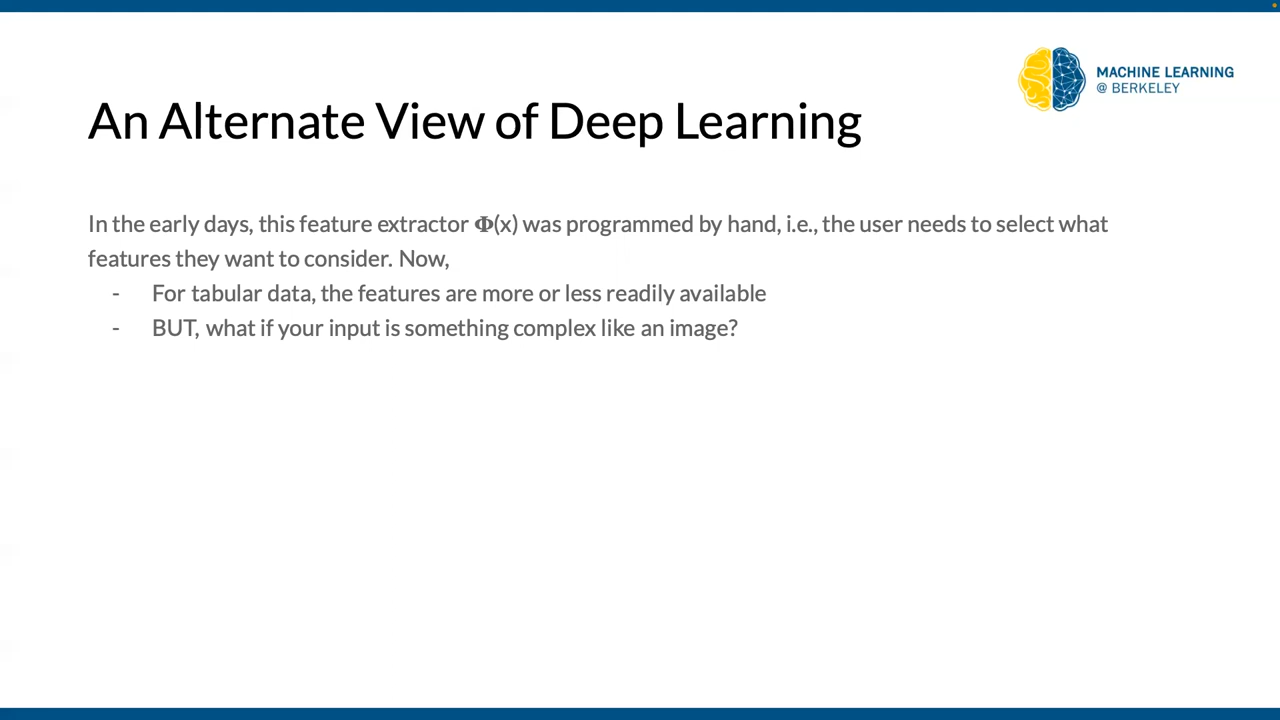 MACHINE LEARNING
@ BERKELEY
An Alternate View of Deep Learning
In the early days, this feature extractor Φ(x) was programmed by hand, i.e., the user needs to select what
features they want to consider. Now,
- For tabular data, the features are more or less readily available
- BUT, what if your input is something complex like an image?